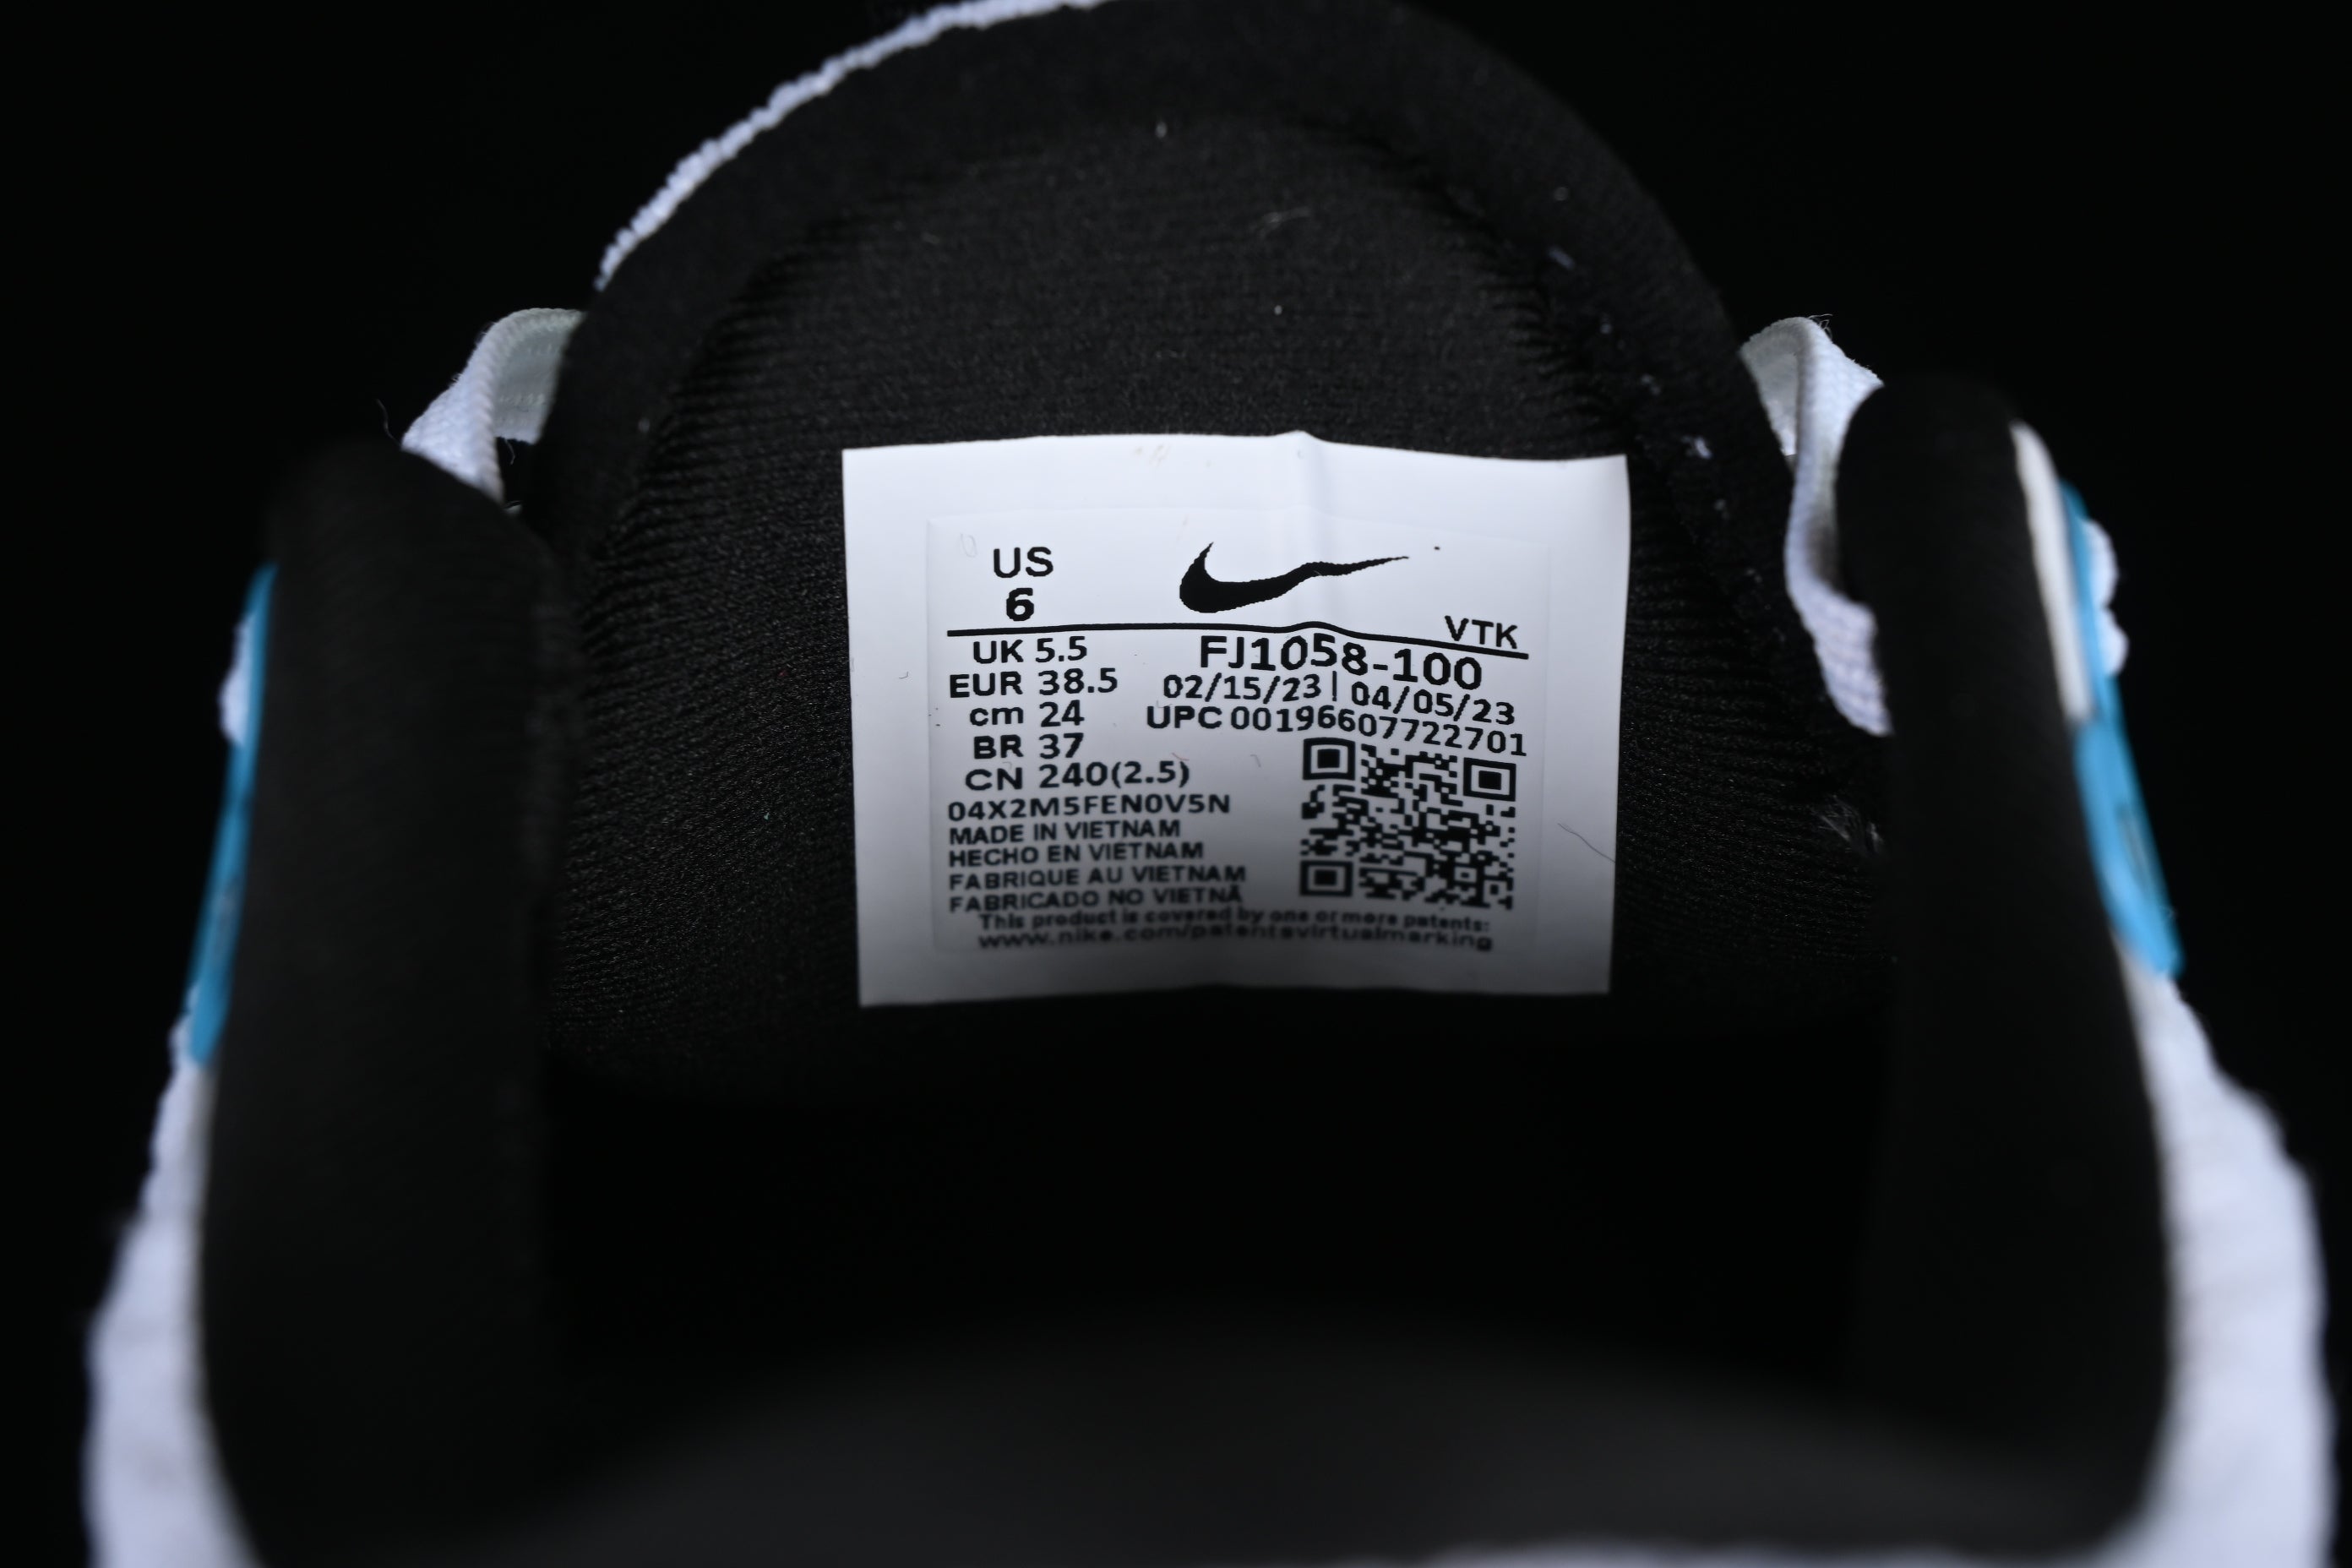 US
6
VTK
UK 5.5
FJ1058-100
EUR 38.5
02/15/23 | 04/05/23
cm 24
UPC 00196607722701
BR 37
CN 240(2.5)
04X2M5FEN0V5N
MADE IN VIETNAM
HECHO EN VIETNAM
FABRIQUE AU VIETNAM
FABRICADO NO VIETNÃ
This product is covered by one or more patents:
www.nike.com/patentsvirtualmarking